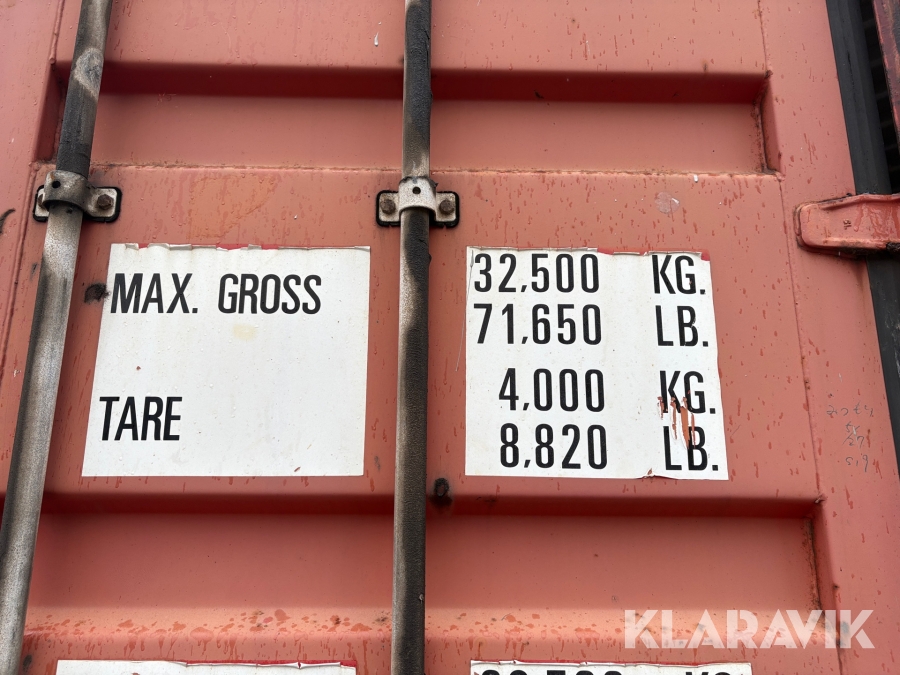 MAX. GROSS 32,500 KG.
71,650 LB.
TARE 4,000 KG.
8,820 LB.
KLARAVIK